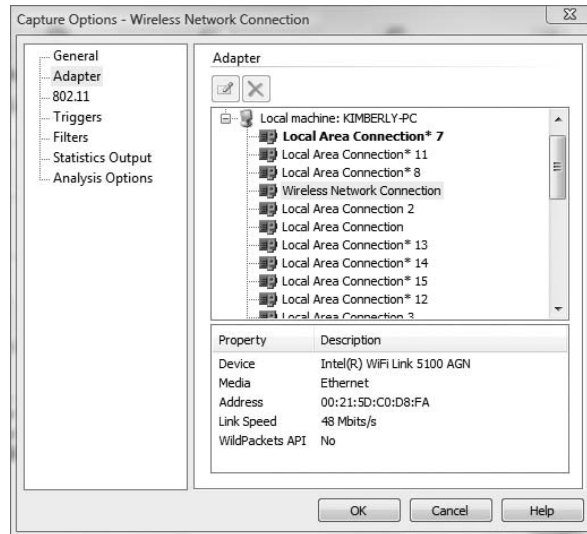 Capture Options - Wireless Network Connection
General
Adapter
802.11
Triggers
Filters
Statistics Output
Analysis Options
Adapter
Local machine: KIMBERLY-PC
Local Area Connection* 7
Local Area Connection* 11
Local Area Connection* 8
Wireless Network Connection
Local Area Connection 2
Local Area Connection
Local Area Connection* 13
Local Area Connection* 14
Local Area Connection* 15
Local Area Connection* 12
Local Area Connection 3
Property Description
Device Intel(R) WiFi Link 5100 AGN
Media Ethernet
Address 00:21:5D:C0:D8:FA
Link Speed 48 Mbits/s
WildPackets API No
OK Cancel Help